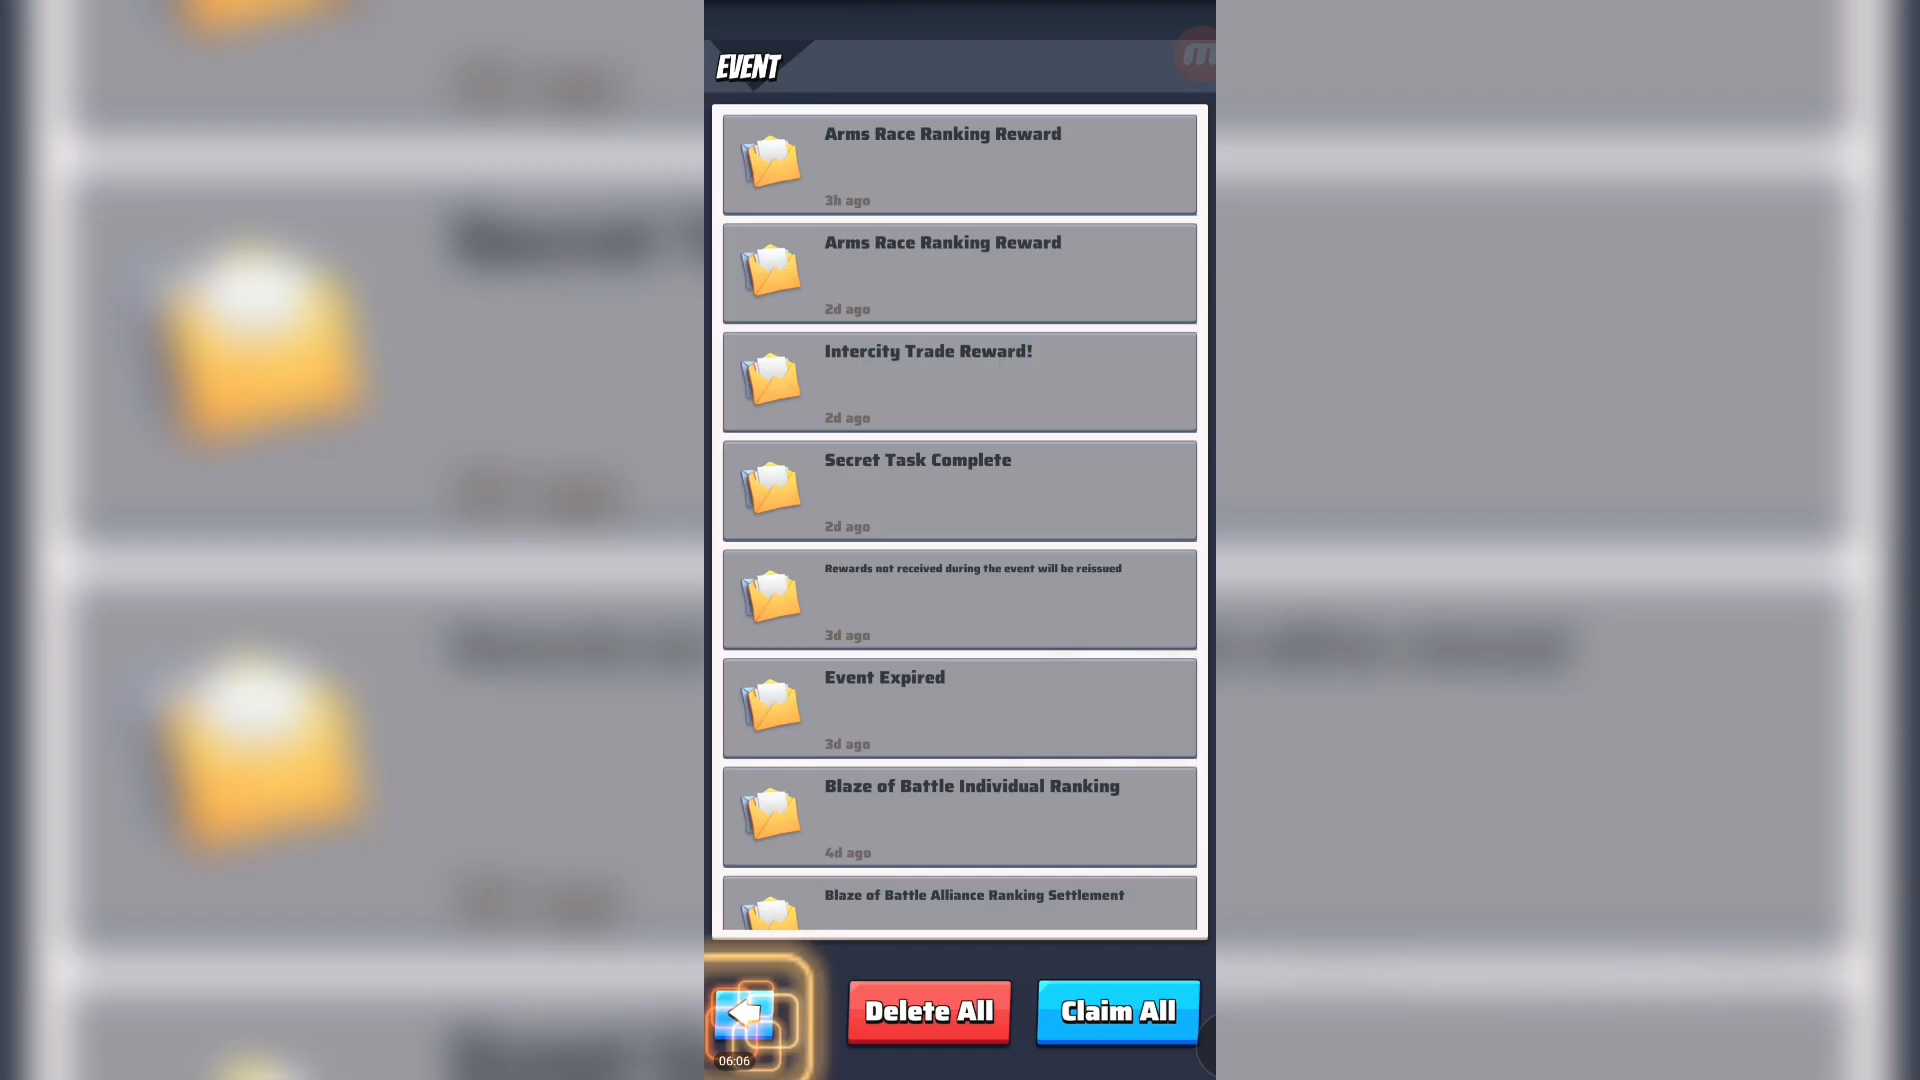 EVENT
Arms Race Ranking Reward
3h ago
Arms Race Ranking Reward
2d ago
Intercity Trade Reward!
2d ago
Secret Task Complete
2d ago
Rewards not received during the event will be reissued
3d ago
Event Expired
3d ago
Blaze of Battle Individual Ranking
4d ago
Blaze of Battle Alliance Ranking Settlement
Delete All
Claim All
06:06